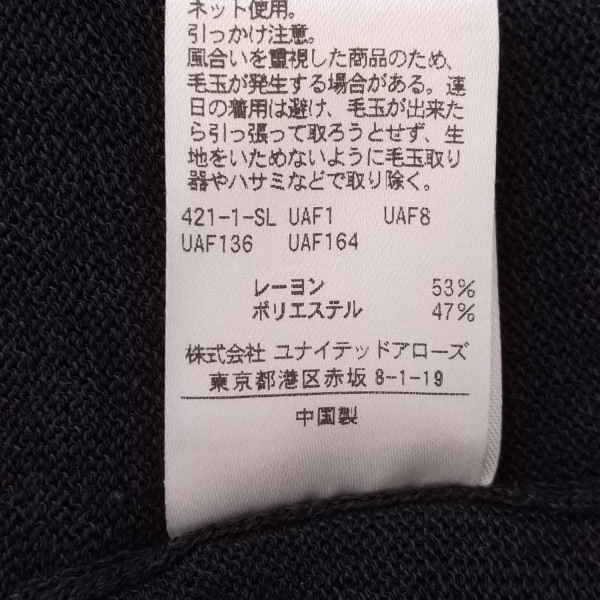 ネット使用。
引っかけ注意。
風合いを重視した商品のため、
毛玉が発生する場合がある。連
日の着用は避け、毛玉が出来た
ら引っ張って取ろうとせず、生
地をいためないように毛玉取り
器やハサミなどで取り除く。
421-1-SL UAF1 UAF8
UAF136 UAF164
レーヨン 53%
ポリエステル 47%
株式会社 ユナイテッドアローズ
東京都港区赤坂 8-1-19
中国製